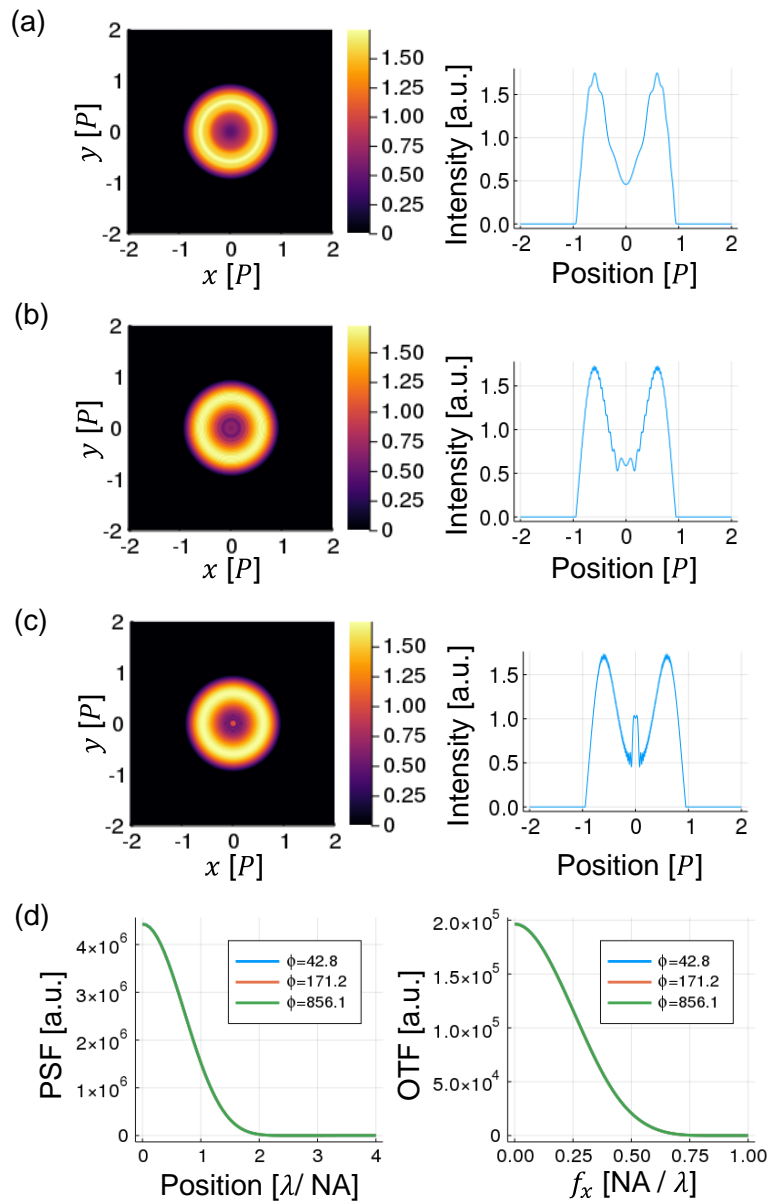 (a)
2
1
0
-1
-2
y [P]
-2 -1 0 1 2
x [P]
1.50
1.25
1.00
0.75
0.50
0.25
0
Intensity [a.u.]
1.5
1.0
0.5
0.0
-2 -1 0 1 2
Position [P]
(b)
2
1
0
-1
-2
y [P]
-2 -1 0 1 2
x [P]
1.50
1.25
1.00
0.75
0.50
0.25
0
Intensity [a.u.]
1.5
1.0
0.5
0.0
-2 -1 0 1 2
Position [P]
(c)
2
1
0
-1
-2
y [P]
-2 -1 0 1 2
x [P]
1.50
1.25
1.00
0.75
0.50
0.25
0
Intensity [a.u.]
1.5
1.0
0.5
0.0
-2 -1 0 1 2
Position [P]
(d)
PSF [a.u.]
4×10⁶
3×10⁶
2×10⁶
1×10⁶
0
ϕ=42.8
ϕ=171.2
ϕ=856.1
0 1 2 3 4
Position [λ/ NA]
OTF [a.u.]
2.0×10⁵
1.5×10⁵
1.0×10⁵
5.0×10⁴
0
ϕ=42.8
ϕ=171.2
ϕ=856.1
0.00 0.25 0.50 0.75 1.00
fₓ [NA / λ]